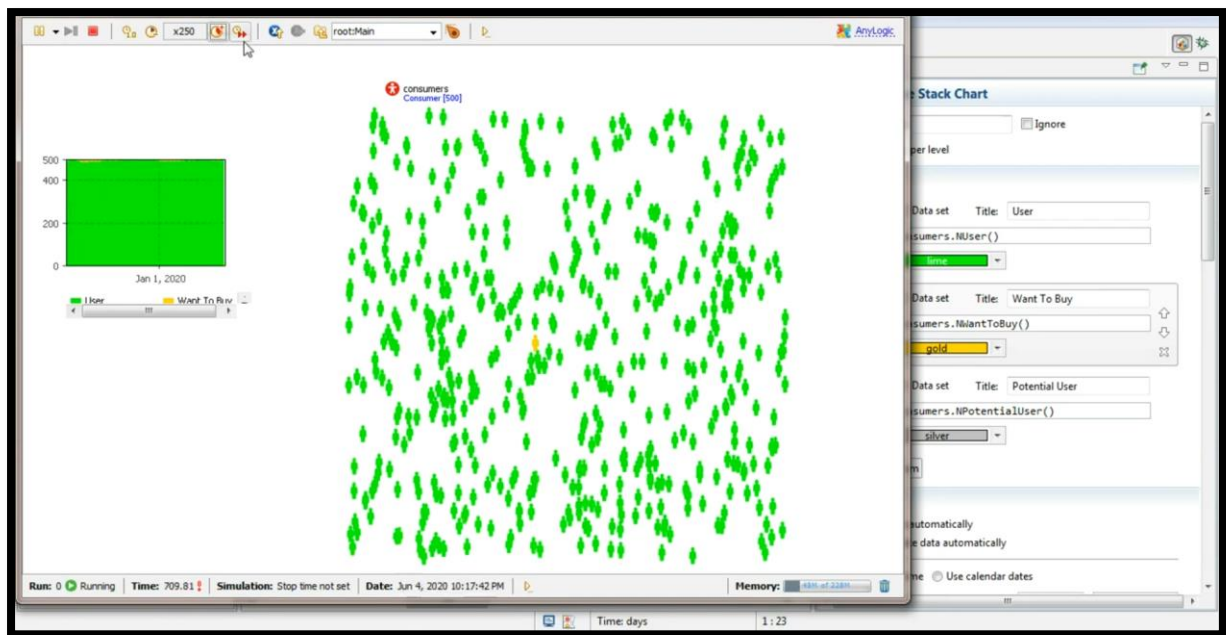 x250
root:Main
AnyLogic
consumers
Consumer [500]
500
400
200
0
Jan 1, 2020
User
Want To Buy
Run: 0 Running Time: 709.81 Simulation: Stop time not set Date: Jun 4, 2020 10:17:42 PM Memory: of 228M
Stack Chart
Ignore
per level
Data set Title: User
sumers.NUser()
lime
Data set Title: Want To Buy
sumers.NWantToBuy()
gold
Data set Title: Potential User
sumers.NPotentialUser()
silver
automatically
e data automatically
me Use calendar dates
Time: days 1 : 23